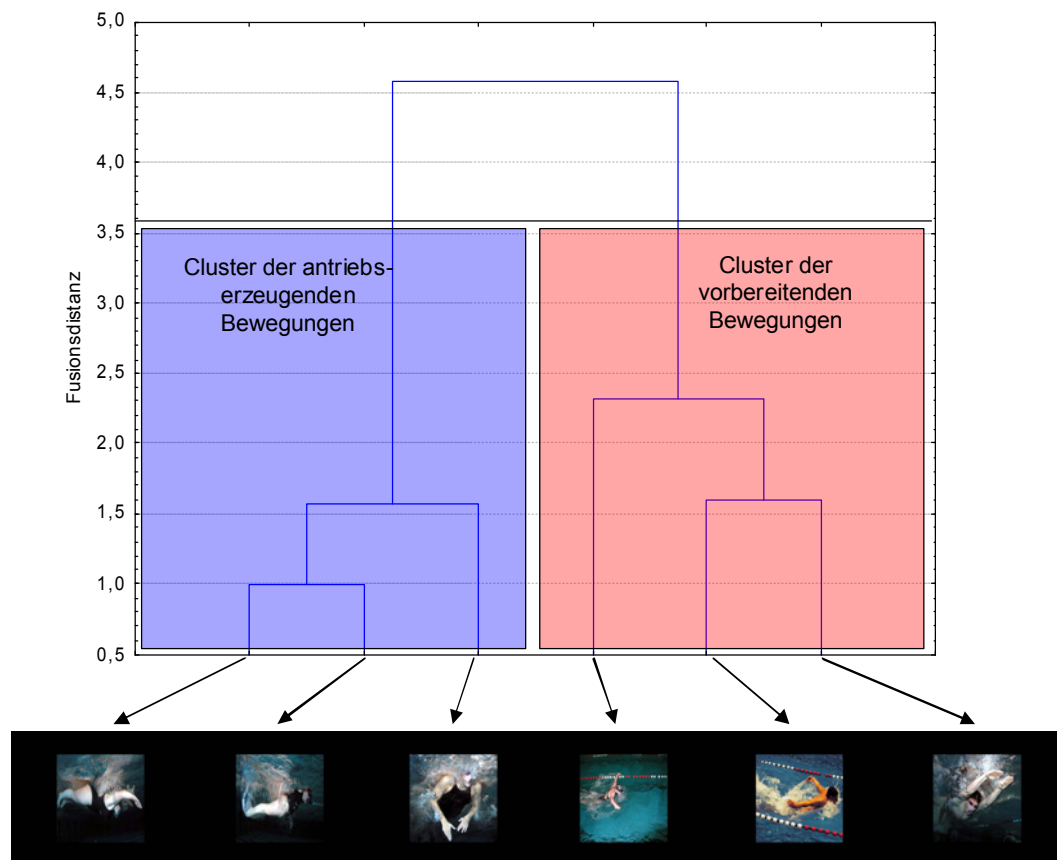 5,0
4,5
4,0
3,5
3,0
2,5
2,0
1,5
1,0
0,5
Fusionsdistanz
Cluster der antriebs-
erzeugenden
Bewegungen
Cluster der
vorbereitenden
Bewegungen